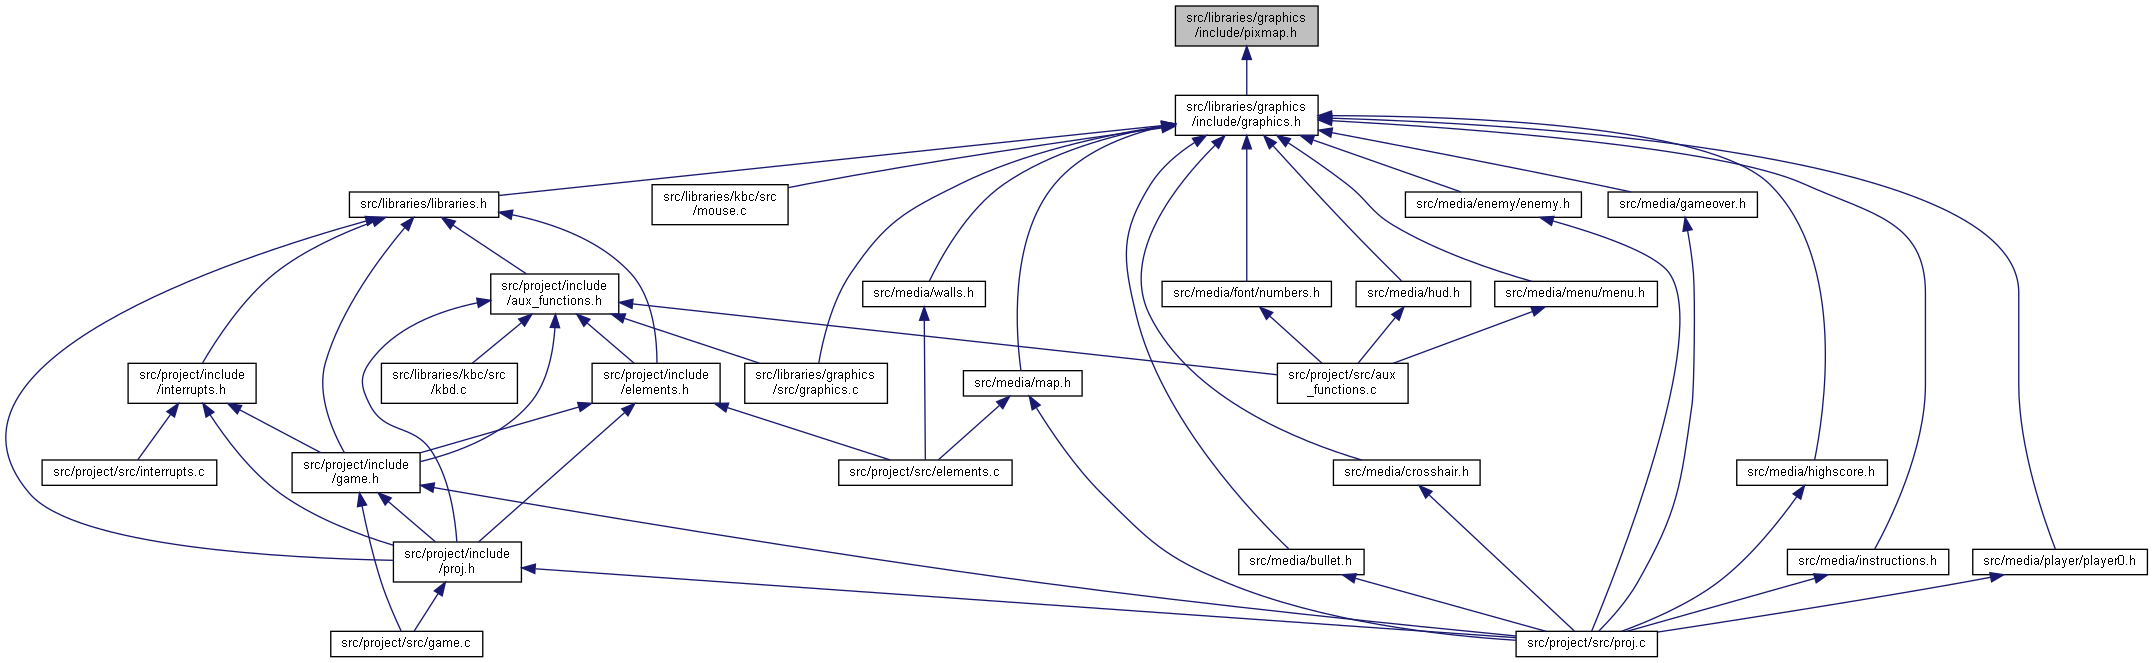 src/libraries/graphics
/include/pixmap.h
src/libraries/graphics
/include/graphics.h
src/libraries/libraries.h
src/libraries/kbc/src
/mouse.c
src/media/enemy/enemy.h
src/media/gameover.h
src/project/include
/aux_functions.h
src/media/walls.h
src/media/font/numbers.h
src/media/hud.h
src/media/menu/menu.h
src/project/include
/interrupts.h
src/libraries/kbc/src
/kbd.c
src/project/include
/elements.h
src/libraries/graphics
/src/graphics.c
src/media/map.h
src/project/src/aux
_functions.c
src/project/src/interrupts.c
src/project/include
/game.h
src/project/src/elements.c
src/media/crosshair.h
src/media/highscore.h
src/project/include
/proj.h
src/media/bullet.h
src/media/instructions.h
src/media/player/player0.h
src/project/src/game.c
src/project/src/proj.c